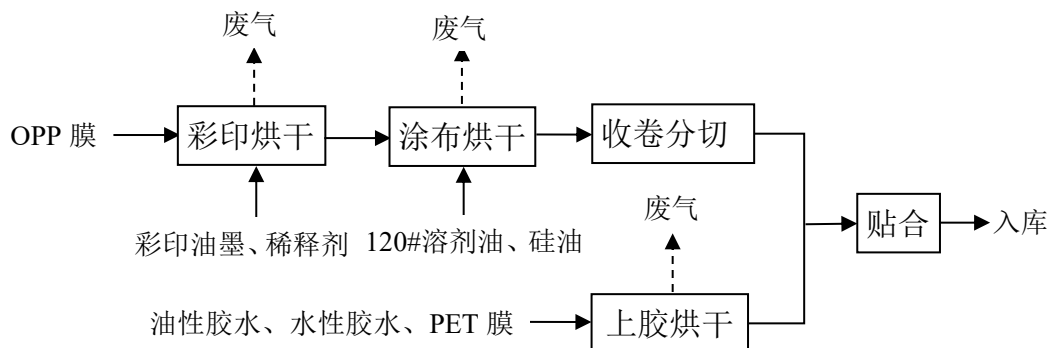 废气
废气
OPP 膜
彩印烘干
涂布烘干
收卷分切
废气
贴合
入库
彩印油墨、稀释剂
120#溶剂油、硅油
油性胶水、水性胶水、PET 膜
上胶烘干